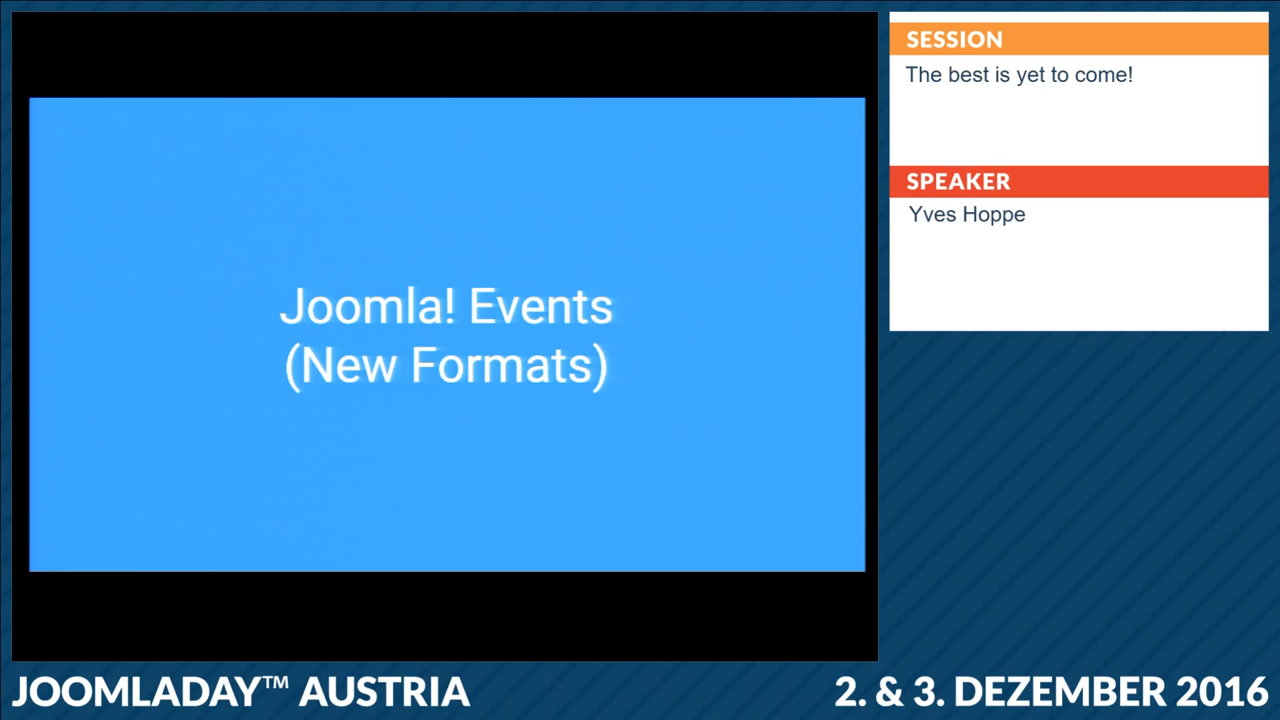 Joomla! Events
(New Formats)
SESSION
The best is yet to come!
SPEAKER
Yves Hoppe
JOOMLADAY™ AUSTRIA
2. & 3. DEZEMBER 2016